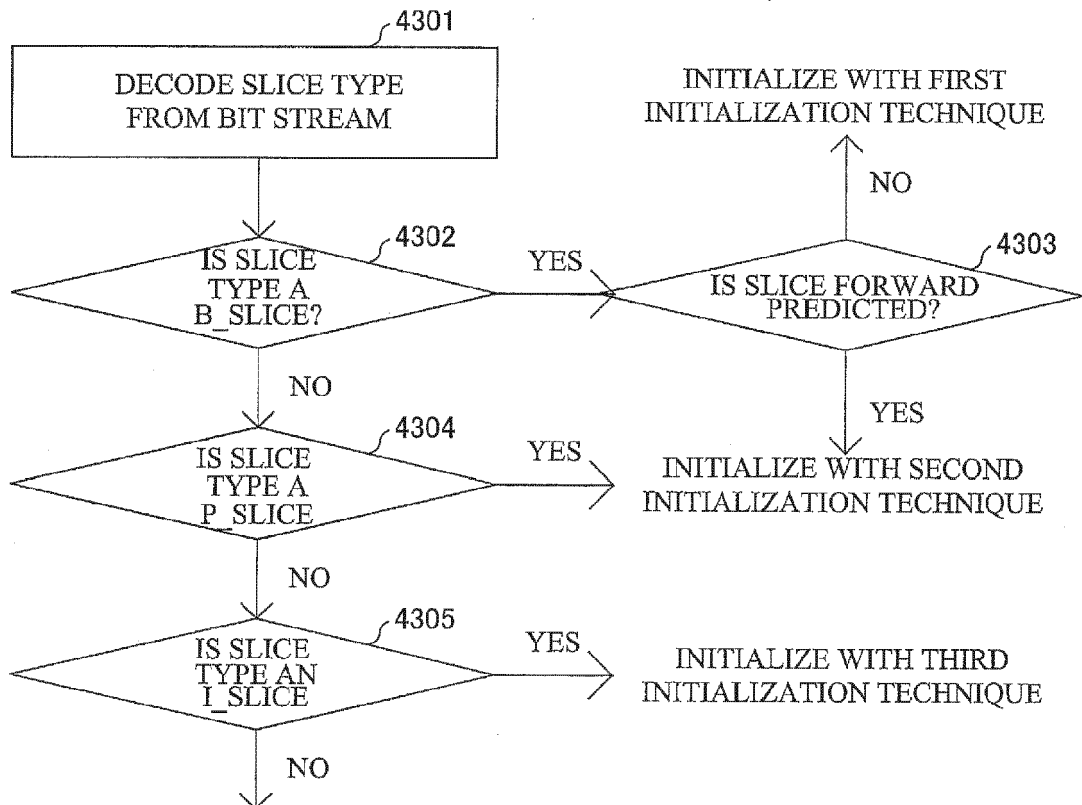 4301
DECODE SLICE TYPE
FROM BIT STREAM
INITIALIZE WITH FIRST
INITIALIZATION TECHNIQUE
NO
4302
IS SLICE
TYPE A
B_SLICE?
YES
4303
IS SLICE FORWARD
PREDICTED?
NO
YES
4304
IS SLICE
TYPE A
P_SLICE
YES
INITIALIZE WITH SECOND
INITIALIZATION TECHNIQUE
NO
4305
IS SLICE
TYPE AN
I_SLICE
YES
INITIALIZE WITH THIRD
INITIALIZATION TECHNIQUE
NO